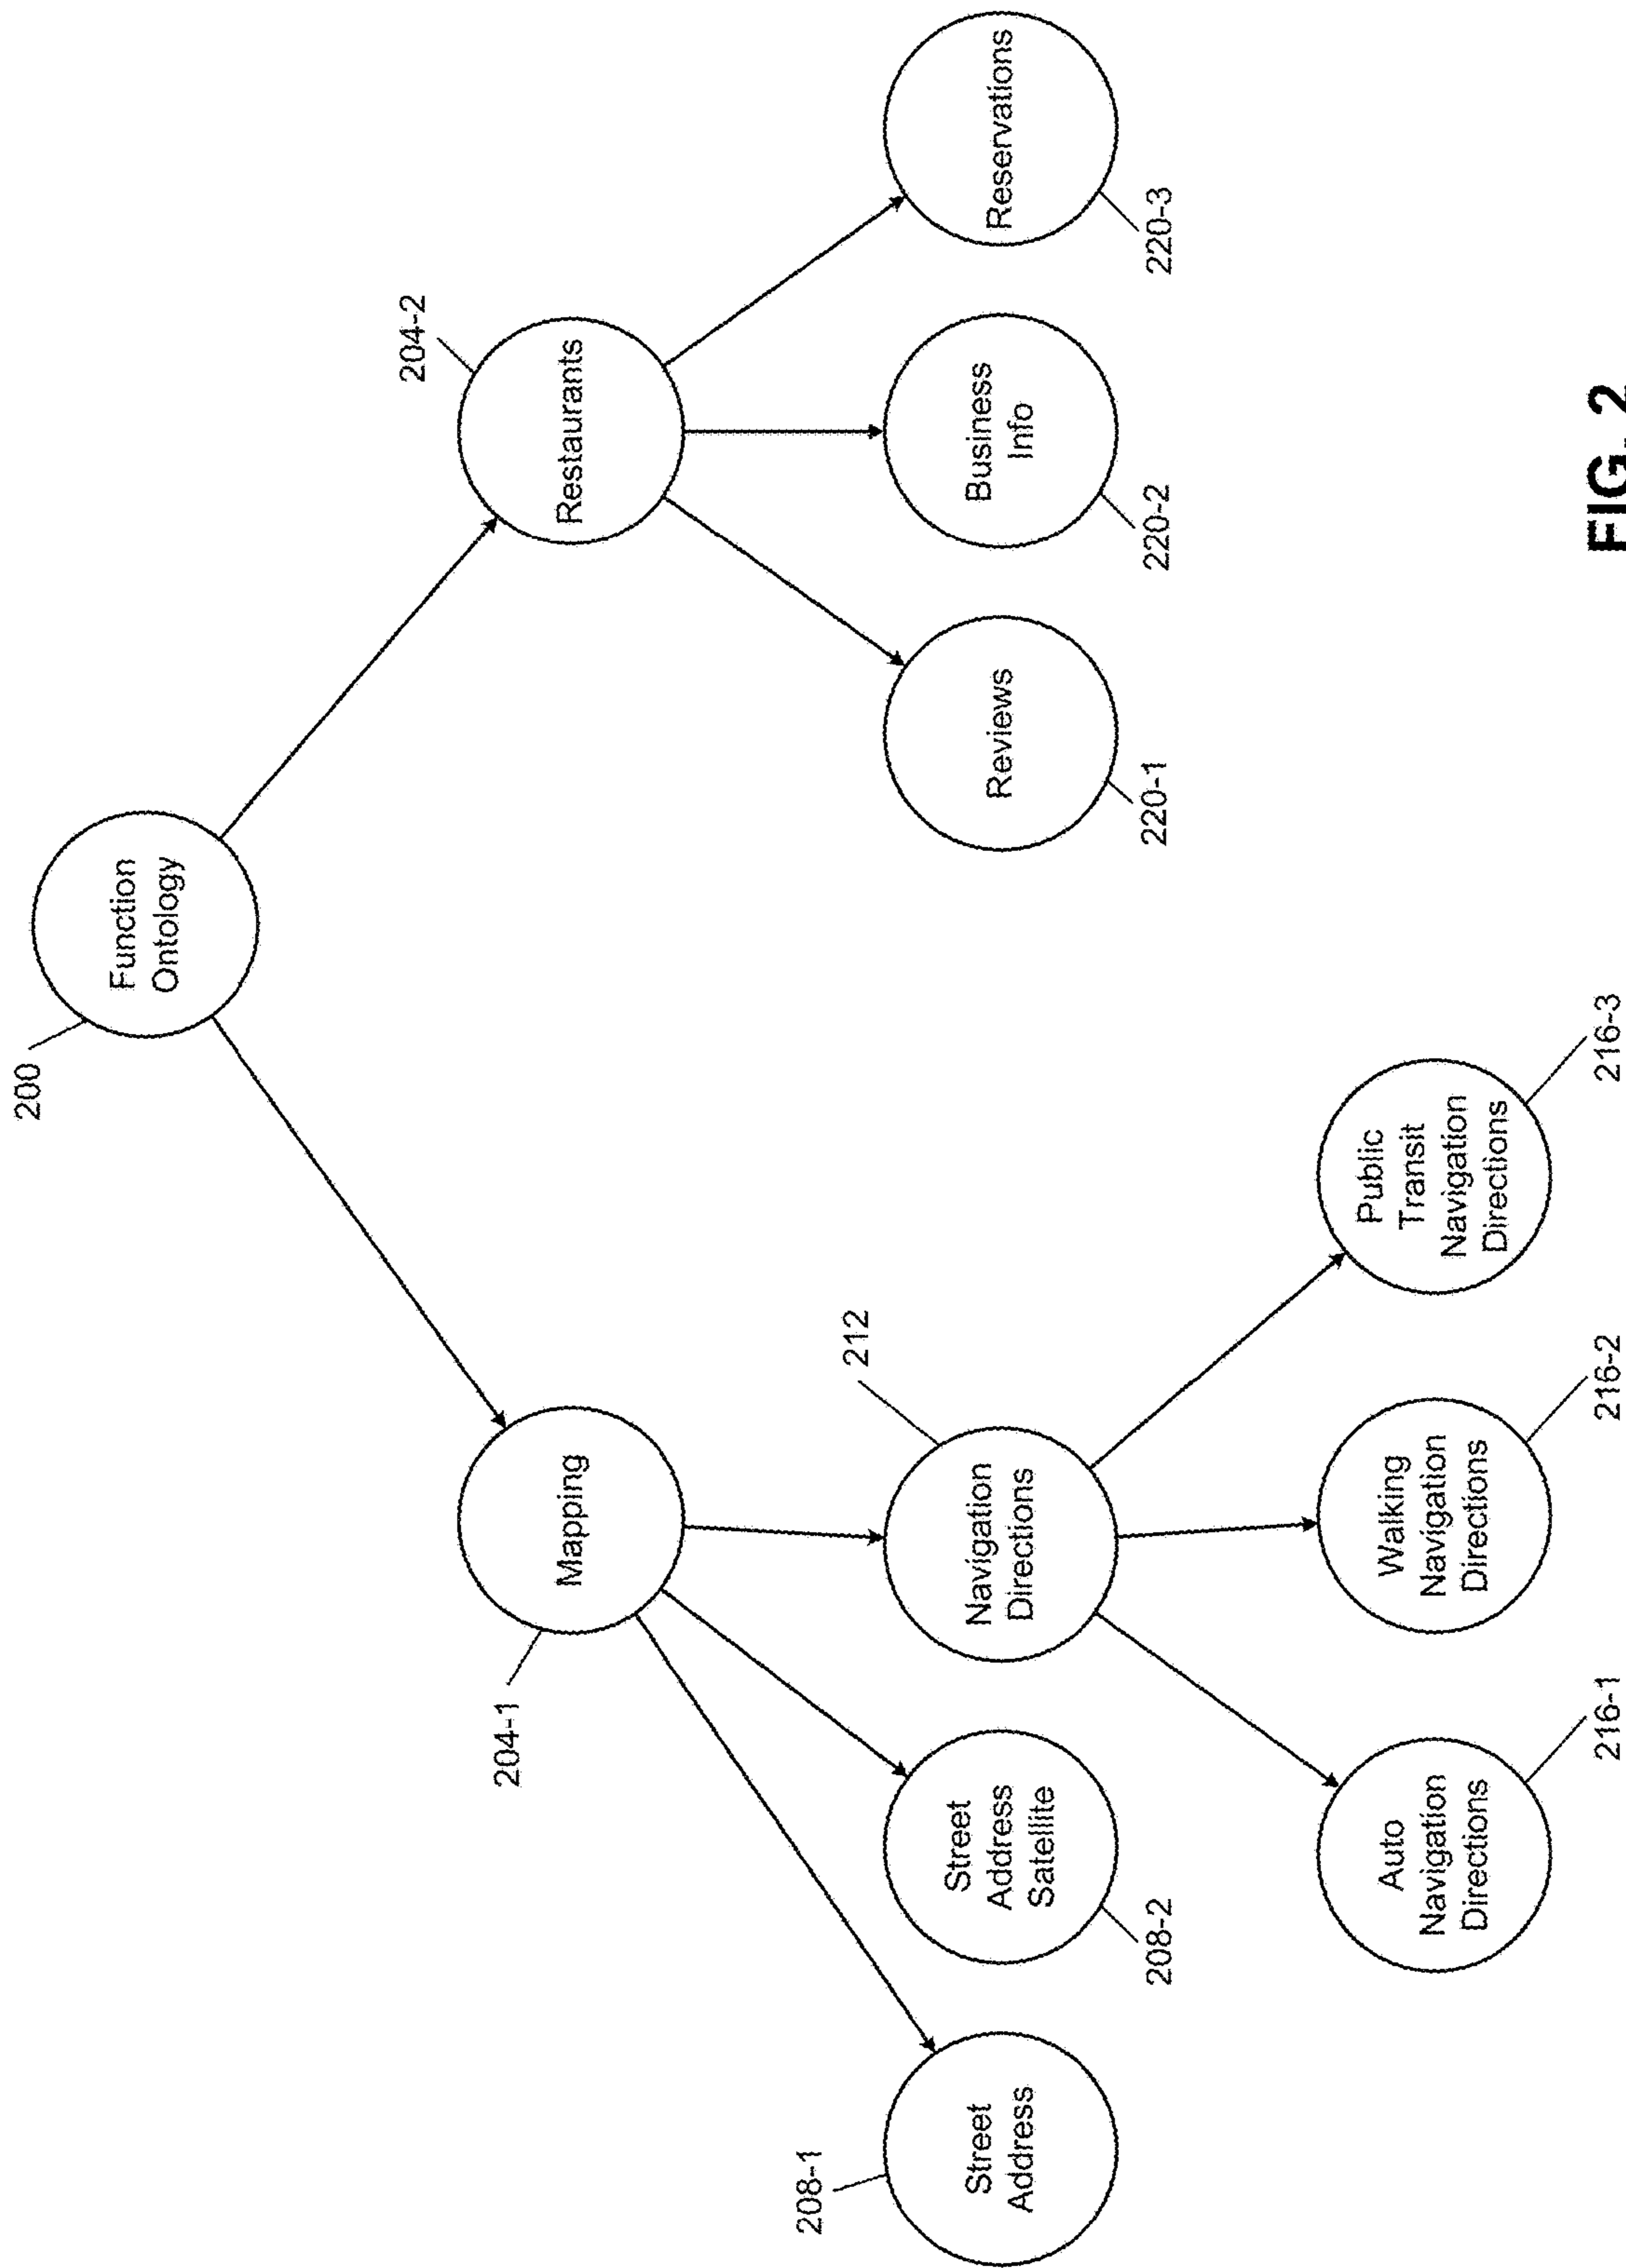 200
Function
Ontology
204-1
Mapping
204-2
Restaurants
208-1
Street
Address
208-2
Street
Address
Satellite
212
Navigation
Directions
220-1
Reviews
220-2
Business
Info
220-3
Reservations
216-1
Auto
Navigation
Directions
216-2
Walking
Navigation
Directions
216-3
Public
Transit
Navigation
Directions
FIG. 2